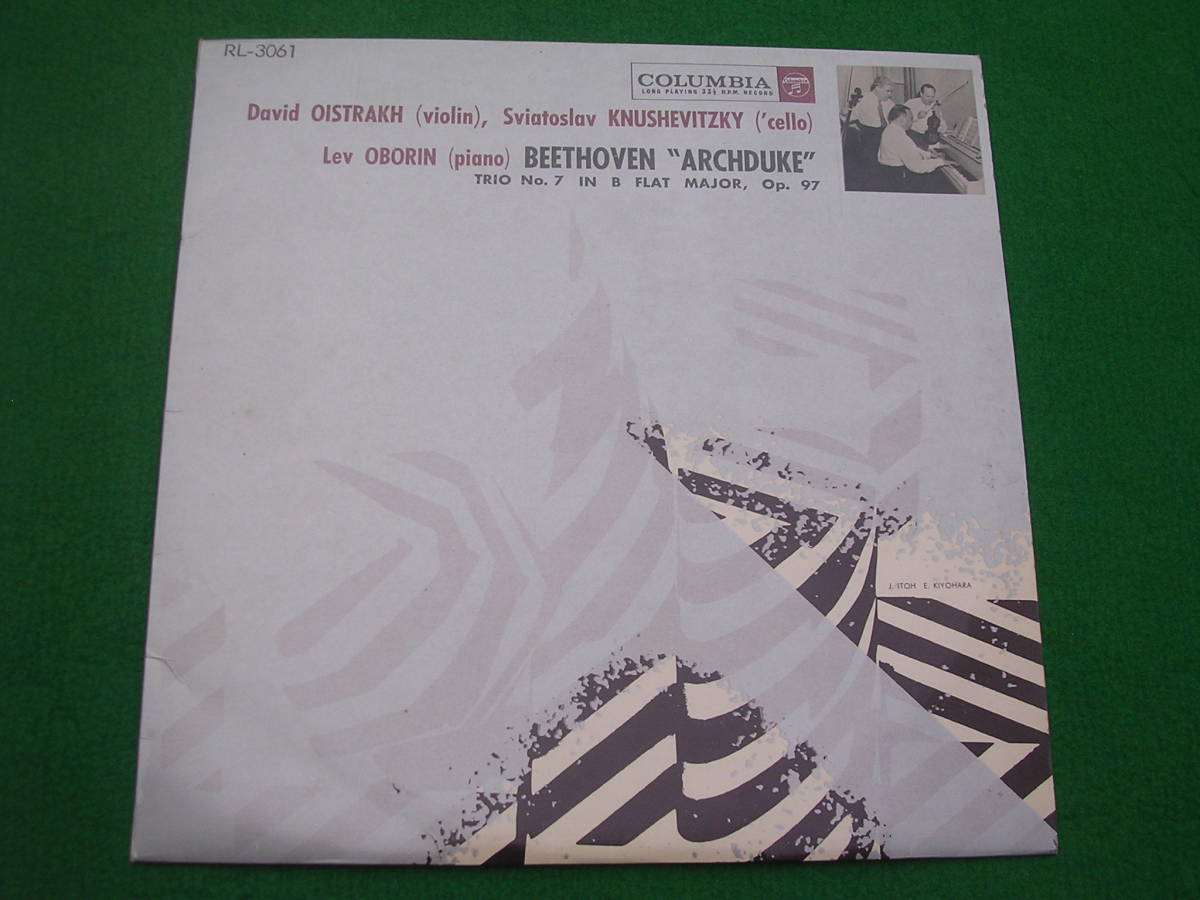 RL-3061
COLUMBIA
LONG PLAYING 33⅓ R.P.M. RECORD
David OISTRAKH (violin), Sviatoslav KNUSHEVITZKY ('cello)
Lev OBORIN (piano) BEETHOVEN "ARCHDUKE"
TRIO No. 7 IN B FLAT MAJOR, Op. 97
J. ITOH E. KIYOHARA